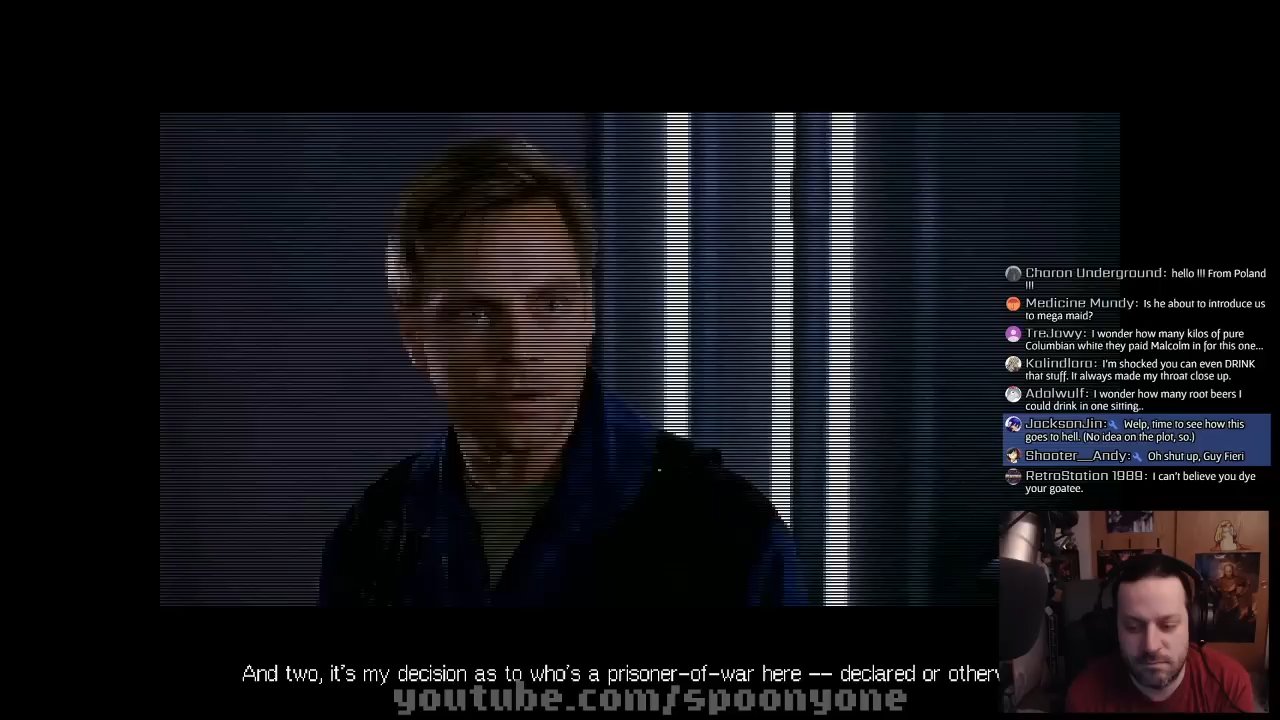 Charon Underground: hello !!! From Poland
!!!
Medicine Mundy: Is he about to introduce us
to mega maid?
TreJawy: I wonder how many kilos of pure
Columbian white they paid Malcolm in for this one...
Kalindlara: I'm shocked you can even DRINK
that stuff. It always made my throat close up.
Adolwulf: I wonder how many root beers I
could drink in one sitting..
JacksonJin: Welp, time to see how this
goes to hell. (No idea on the plot, so.)
Shooter__Andy: Oh shut up, Guy Fieri
RetroStation 1989: I can't believe you dye
your goatee.
And two, it's my decision as to who's a prisoner-of-war here -- declared or otherw
youtube.com/spoonyone